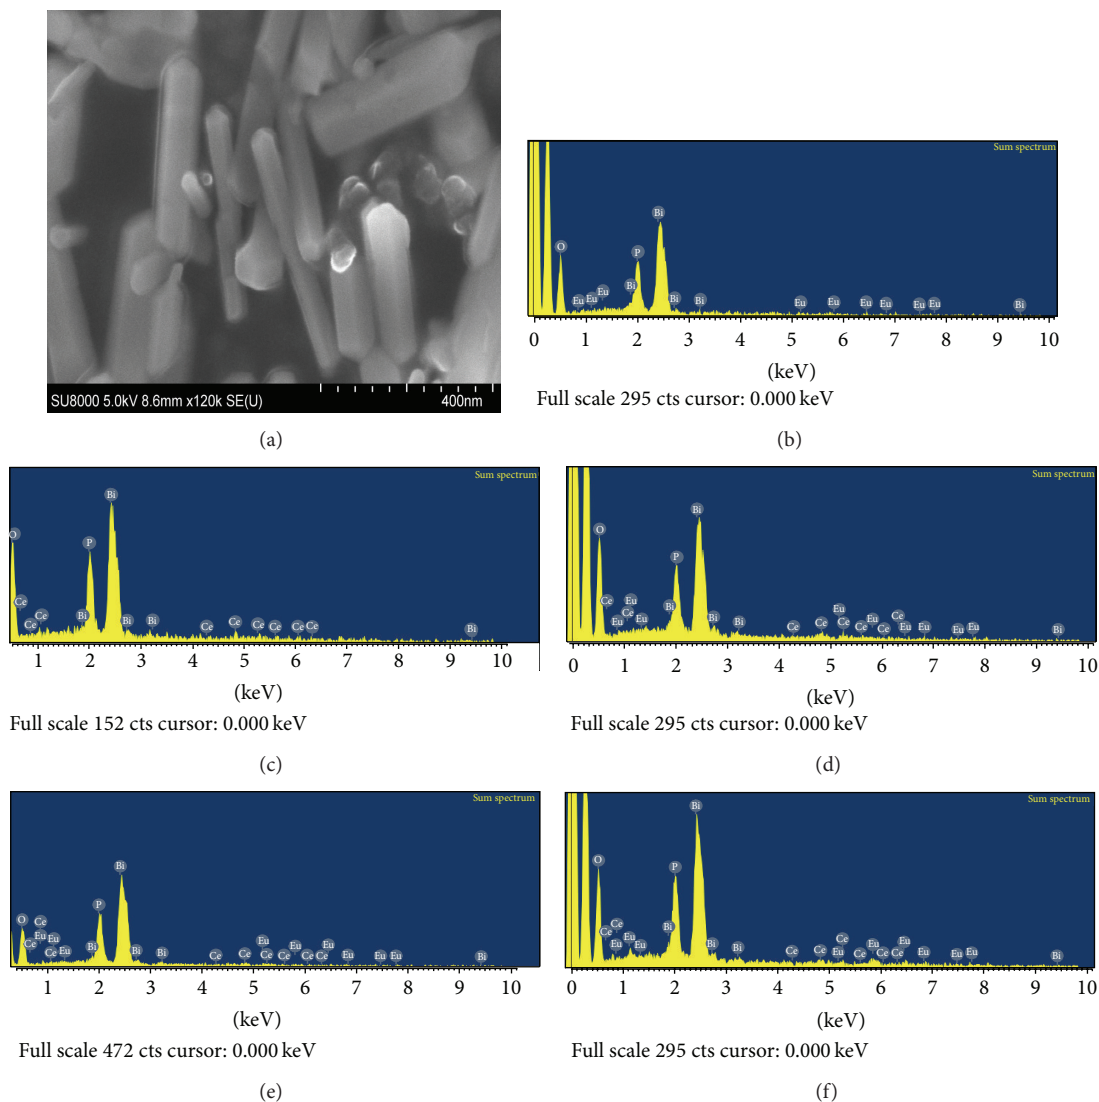 SU8000 5.0kV 8.6mm x120k SE(U) 400nm
(a)
Sum spectrum
Bi
O
P
Eu Eu Eu Bi Bi Bi Eu Eu Eu Eu Eu Eu Bi
0 1 2 3 4 5 6 7 8 9 10
(keV)
Full scale 295 cts cursor: 0.000 keV
(b)
Sum spectrum
Bi
O P
Ce Ce Ce Bi Bi Bi Ce Ce Ce Ce Ce Ce Bi
1 2 3 4 5 6 7 8 9 10
(keV)
Full scale 152 cts cursor: 0.000 keV
(c)
Sum spectrum
Bi
O
P
Ce Eu Ce Eu Eu Bi Bi Bi Ce Ce Eu Ce Ce Eu Ce Ce Eu Eu Eu Eu Bi
0 1 2 3 4 5 6 7 8 9 10
(keV)
Full scale 295 cts cursor: 0.000 keV
(d)
Sum spectrum
Bi
P
O
Ce Ce Eu Ce Eu Eu Bi Bi Bi Ce Ce Eu Ce Ce Eu Ce Ce Eu Eu Eu Eu Bi
1 2 3 4 5 6 7 8 9 10
(keV)
Full scale 472 cts cursor: 0.000 keV
(e)
Sum spectrum
Bi
O P
Ce Ce Eu Eu Eu Bi Bi Bi Ce Ce Eu Ce Ce Eu Ce Ce Eu Eu Eu Eu Bi
0 1 2 3 4 5 6 7 8 9 10
(keV)
Full scale 295 cts cursor: 0.000 keV
(f)